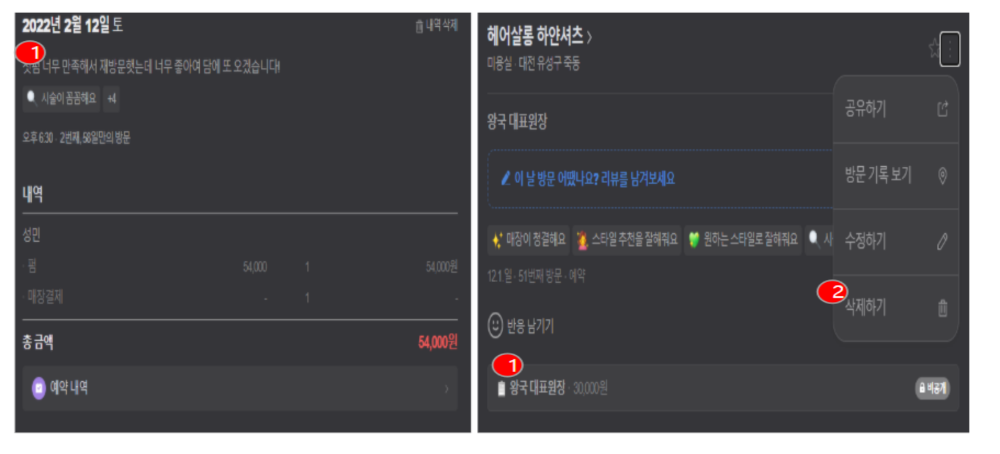 2022년 2월 12일 토
내역 삭제
1
첫펌 너무 만족해서 재방문햇는데 너무 좋아여 담에 또 오겠습니다!
시술이 꼼꼼해요 +4
오후 6:30 · 2번째, 58일만의 방문
내역
성민
· 펌 54,000 1 54,000원
· 매장결제 - 1 -
총 금액 54,000원
예약 내역 >
헤어살롱 하얀셔츠 >
미용실 · 대전 유성구 죽동
왕국 대표원장
이 날 방문 어땠나요? 리뷰를 남겨보세요
매장이 청결해요 스타일 추천을 잘해줘요 원하는 스타일로 잘해줘요 시
12.1.일 · 51번째 방문 · 예약
반응 남기기
1
왕국 대표원장 · 30,000원
비공개
공유하기
방문 기록 보기
수정하기
2
삭제하기